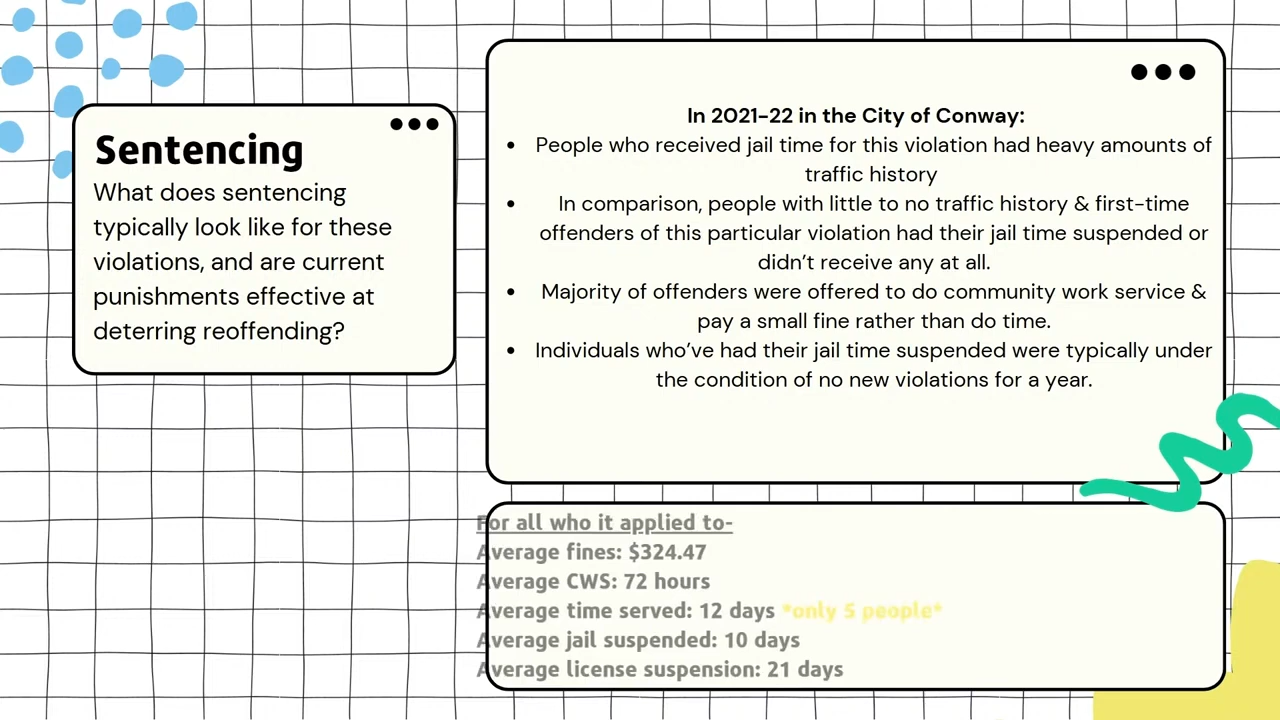 Sentencing
What does sentencing
typically look like for these
violations, and are current
punishments effective at
deterring reoffending?
In 2021-22 in the City of Conway:
• People who received jail time for this violation had heavy amounts of
traffic history
• In comparison, people with little to no traffic history & first-time
offenders of this particular violation had their jail time suspended or
didn't receive any at all.
• Majority of offenders were offered to do community work service &
pay a small fine rather than do time.
• Individuals who've had their jail time suspended were typically under
the condition of no new violations for a year.
For all who it applied to-
Average fines: $324.47
Average CWS: 72 hours
Average time served: 12 days *only 5 people*
Average jail suspended: 10 days
Average license suspension: 21 days